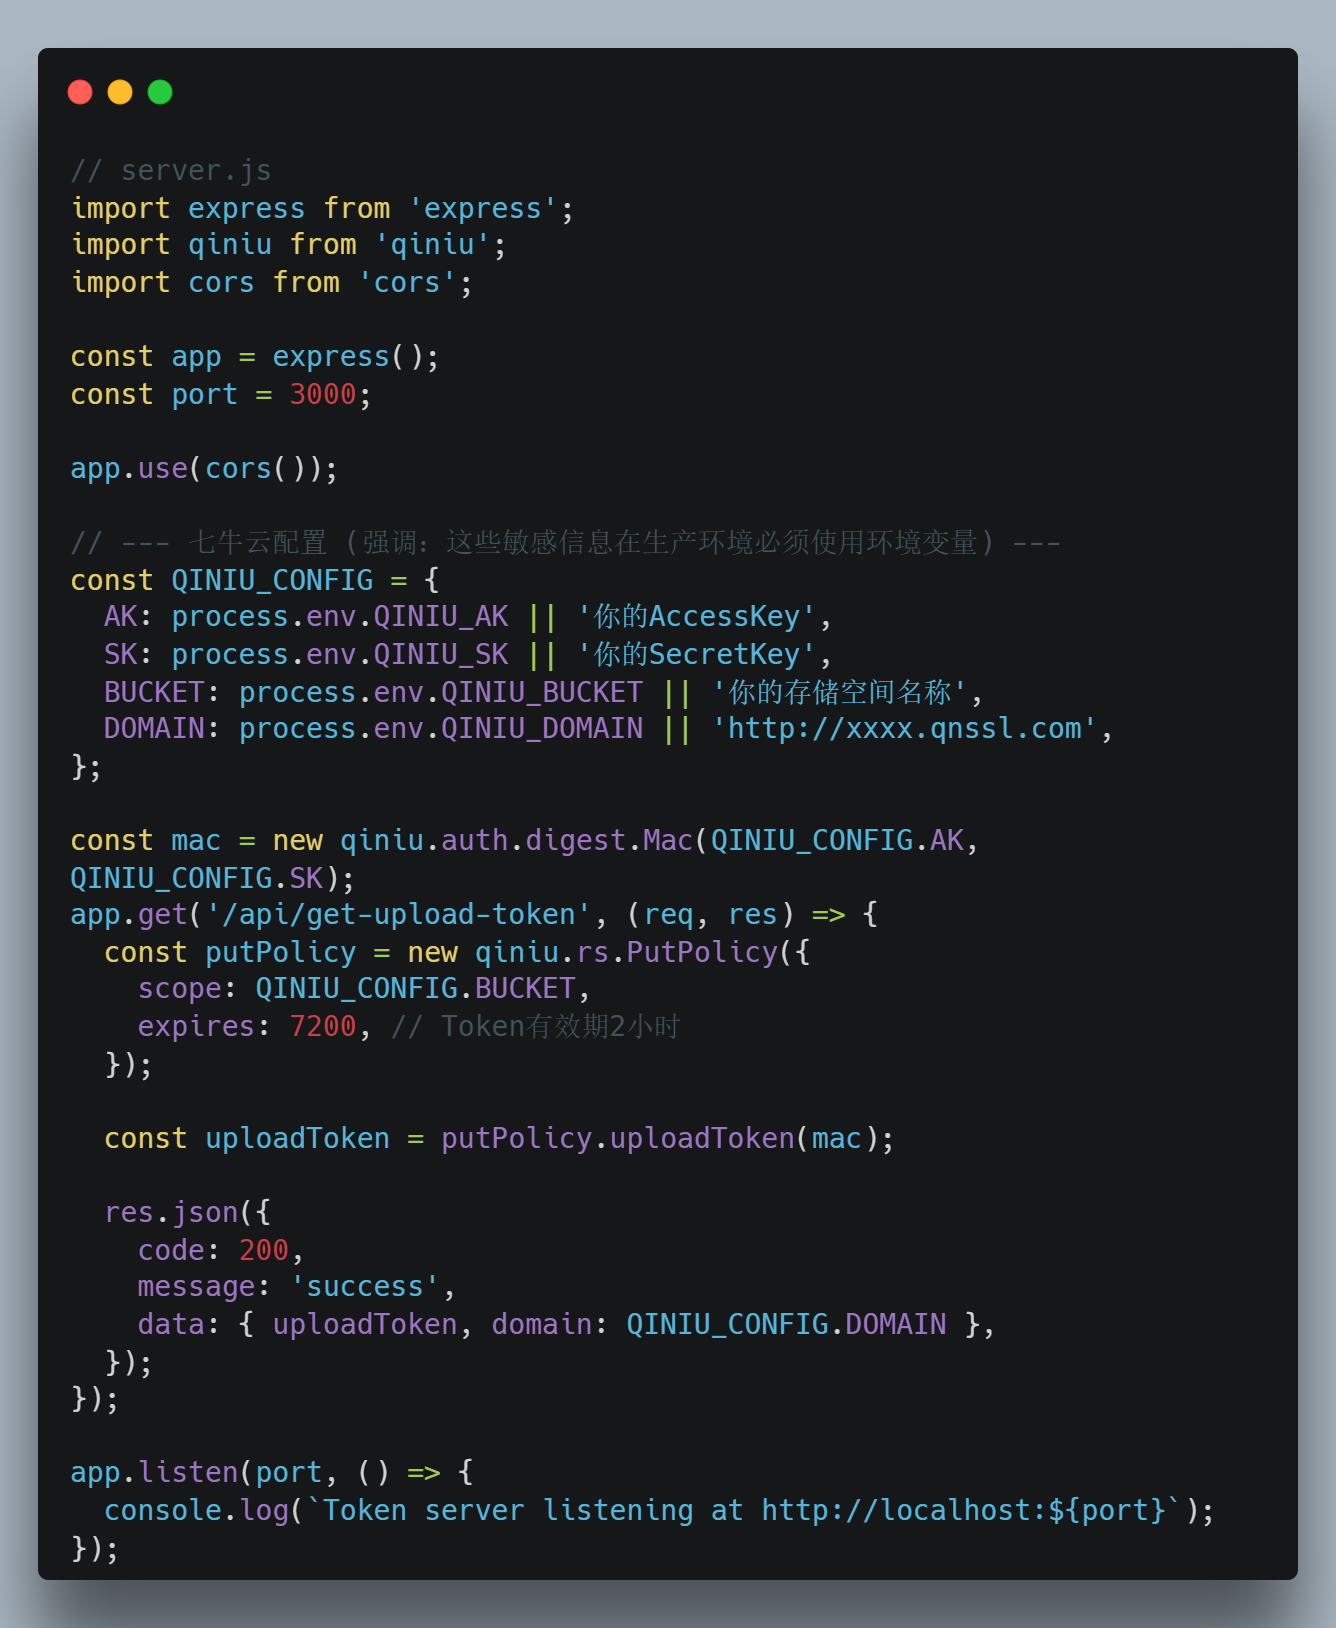 // server.js
import express from 'express';
import qiniu from 'qiniu';
import cors from 'cors';

const app = express();
const port = 3000;

app.use(cors());

// --- 七牛云配置 (强调: 这些敏感信息在生产环境必须使用环境变量) ---
const QINIU_CONFIG = {
  AK: process.env.QINIU_AK || '你的AccessKey',
  SK: process.env.QINIU_SK || '你的SecretKey',
  BUCKET: process.env.QINIU_BUCKET || '你的存储空间名称',
  DOMAIN: process.env.QINIU_DOMAIN || 'http://xxxx.qnssl.com',
};

const mac = new qiniu.auth.digest.Mac(QINIU_CONFIG.AK,
QINIU_CONFIG.SK);
app.get('/api/get-upload-token', (req, res) => {
  const putPolicy = new qiniu.rs.PutPolicy({
    scope: QINIU_CONFIG.BUCKET,
    expires: 7200, // Token有效期2小时
  });

  const uploadToken = putPolicy.uploadToken(mac);

  res.json({
    code: 200,
    message: 'success',
    data: { uploadToken, domain: QINIU_CONFIG.DOMAIN },
  });
});

app.listen(port, () => {
  console.log(`Token server listening at http://localhost:${port}`);
});